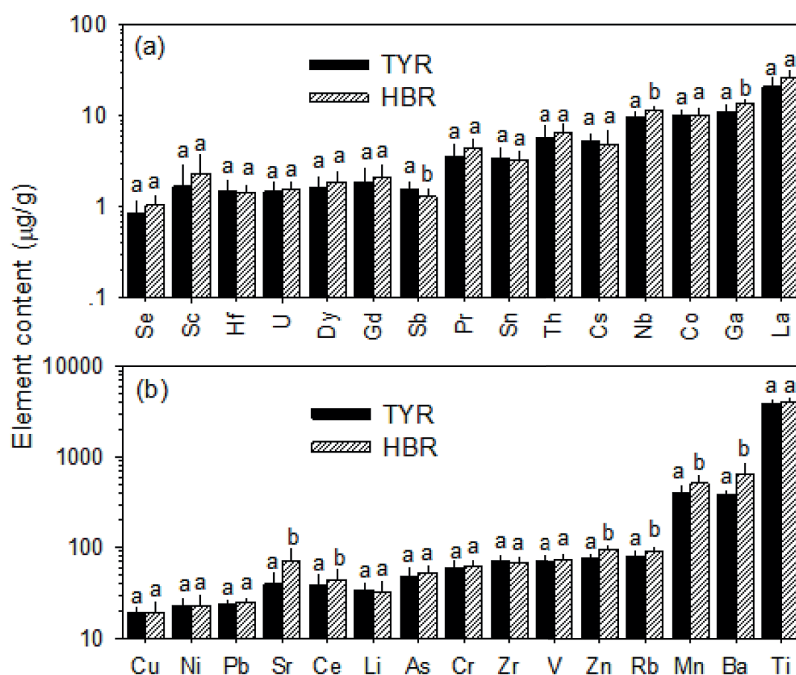 Element content (µg/g)
100
10
1
.1
(a)
TYR
HBR
a a a a a a a a a a a a a b a a a a a a a a a b a a a b a a
Se Sc Hf U Dy Gd Sb Pr Sn Th Cs Nb Co Ga La
10000
1000
100
10
(b)
TYR
HBR
a a a a a a a b a b a a a a a a a a a a a b a b a b a b a a
Cu Ni Pb Sr Ce Li As Cr Zr V Zn Rb Mn Ba Ti